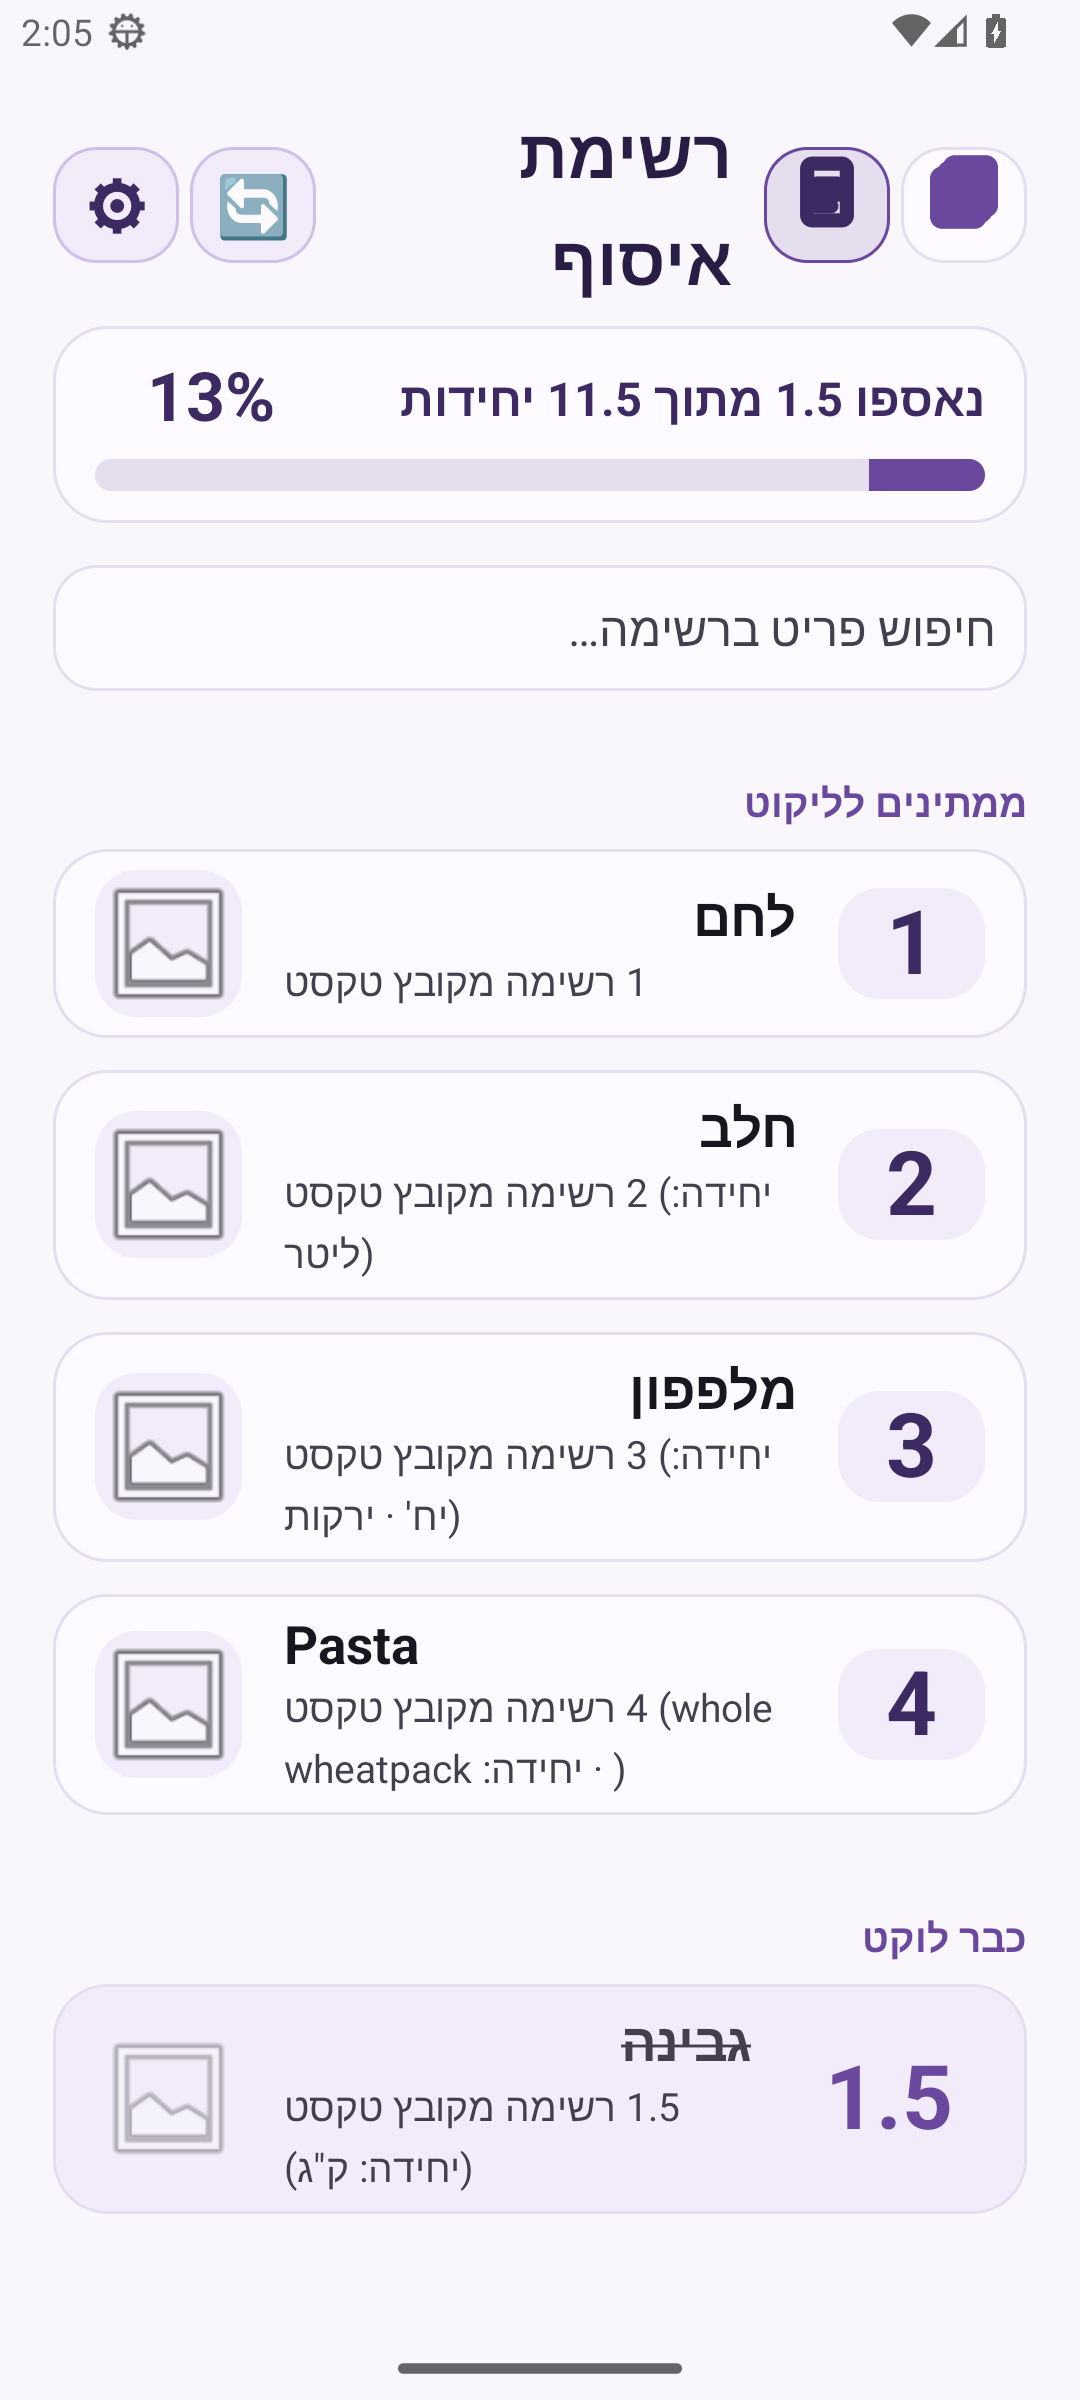 2:05
רשימת
איסוף
נאספו 1.5 מתוך 11.5 יחידות
13%
חיפוש פריט ברשימה...
ממתינים לליקוט
1
לחם
1 רשימה מקובץ טקסט
2
חלב
יחידה:) 2 רשימה מקובץ טקסט
(ליטר
3
מלפפון
יחידה:) 3 רשימה מקובץ טקסט
(יח' · ירקות
4
Pasta
רשימה מקובץ טקסט 4 (whole
wheatpack :יחידה · )
כבר לוקט
1.5
גבינה
1.5 רשימה מקובץ טקסט
(יחידה: ק"ג)